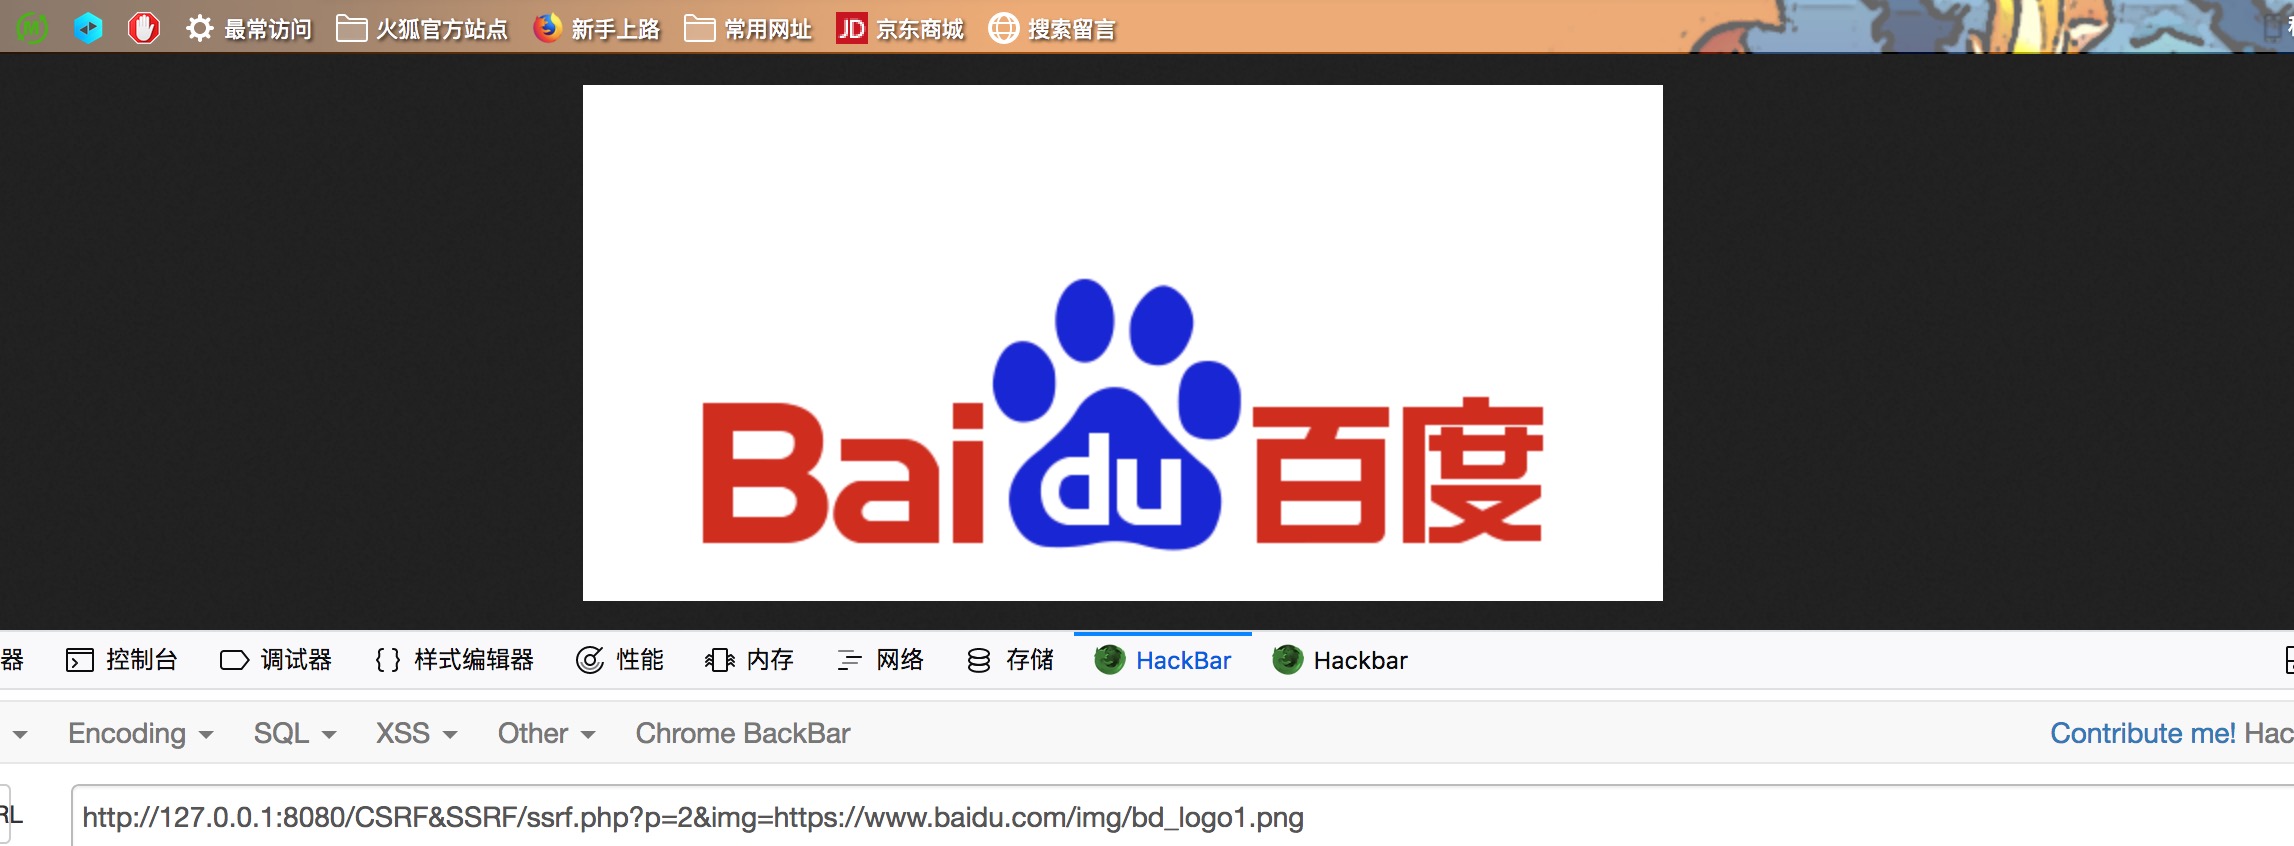 最常访问 火狐官方站点 新手上路 常用网址 JD 京东商城 搜索留言
Bai du 百度
器 控制台 调试器 { } 样式编辑器 性能 内存 网络 存储 HackBar Hackbar
Encoding SQL XSS Other Chrome BackBar Contribute me! Hac
RL http://127.0.0.1:8080/CSRF&SSRF/ssrf.php?p=2&img=https://www.baidu.com/img/bd_logo1.png